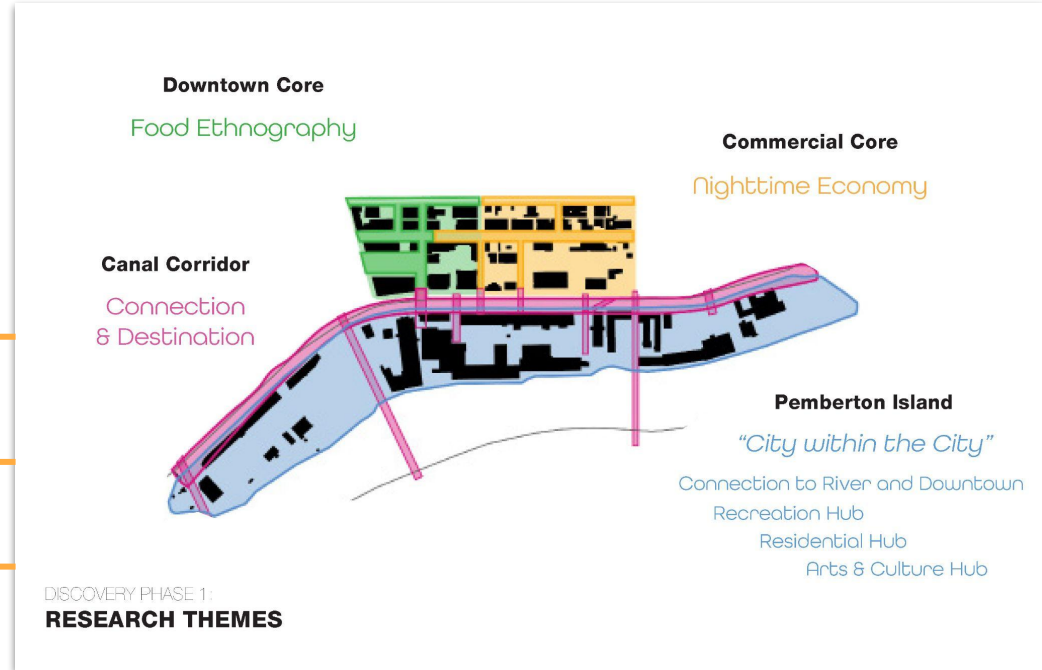 Downtown Core
Food Ethnography
Commercial Core
Nighttime Economy
Canal Corridor
Connection
& Destination
Pemberton Island
“City within the City”
Connection to River and Downtown
Recreation Hub
Residential Hub
Arts & Culture Hub
DISCOVERY PHASE 1:
RESEARCH THEMES